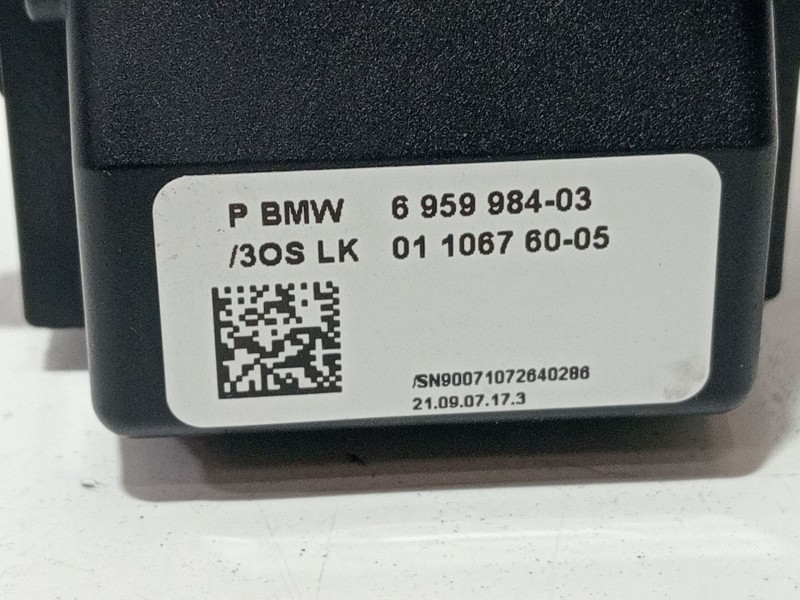 P BMW 6 959 984-03
/3OS LK 01 1067 60-05
/SN90071072640286
21.09.07.17.3